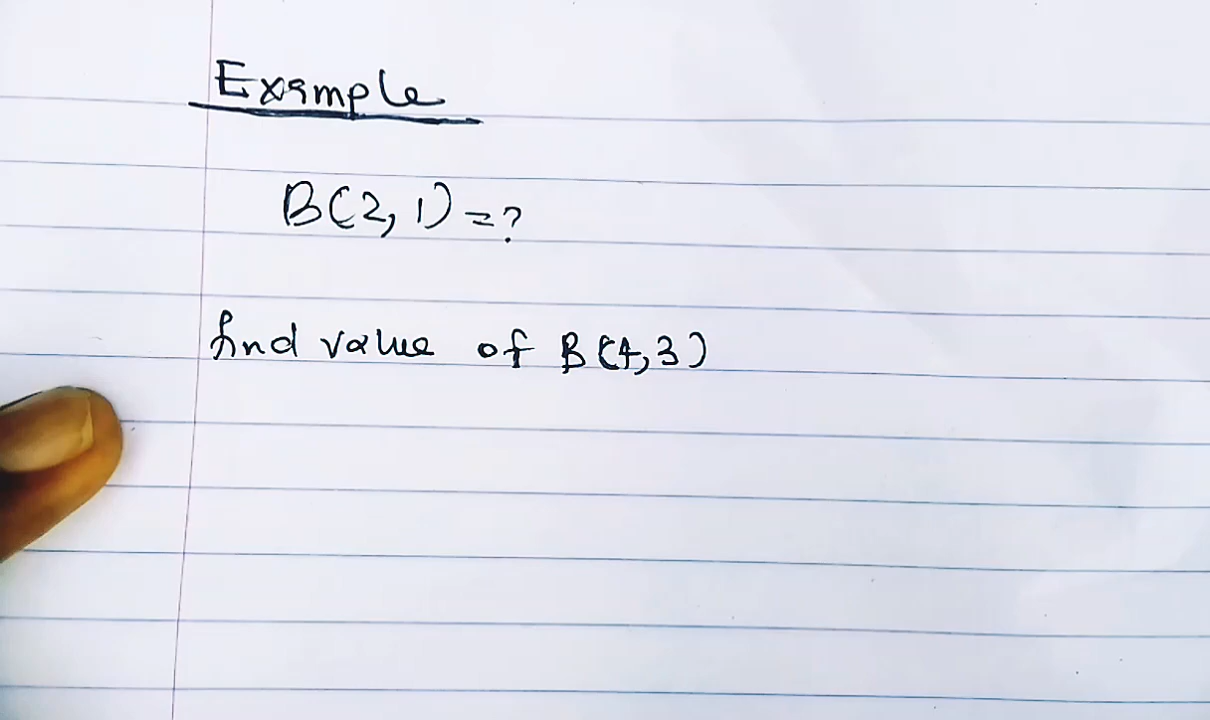 Example
B(2, 1) = ?
find value of B(4,3)